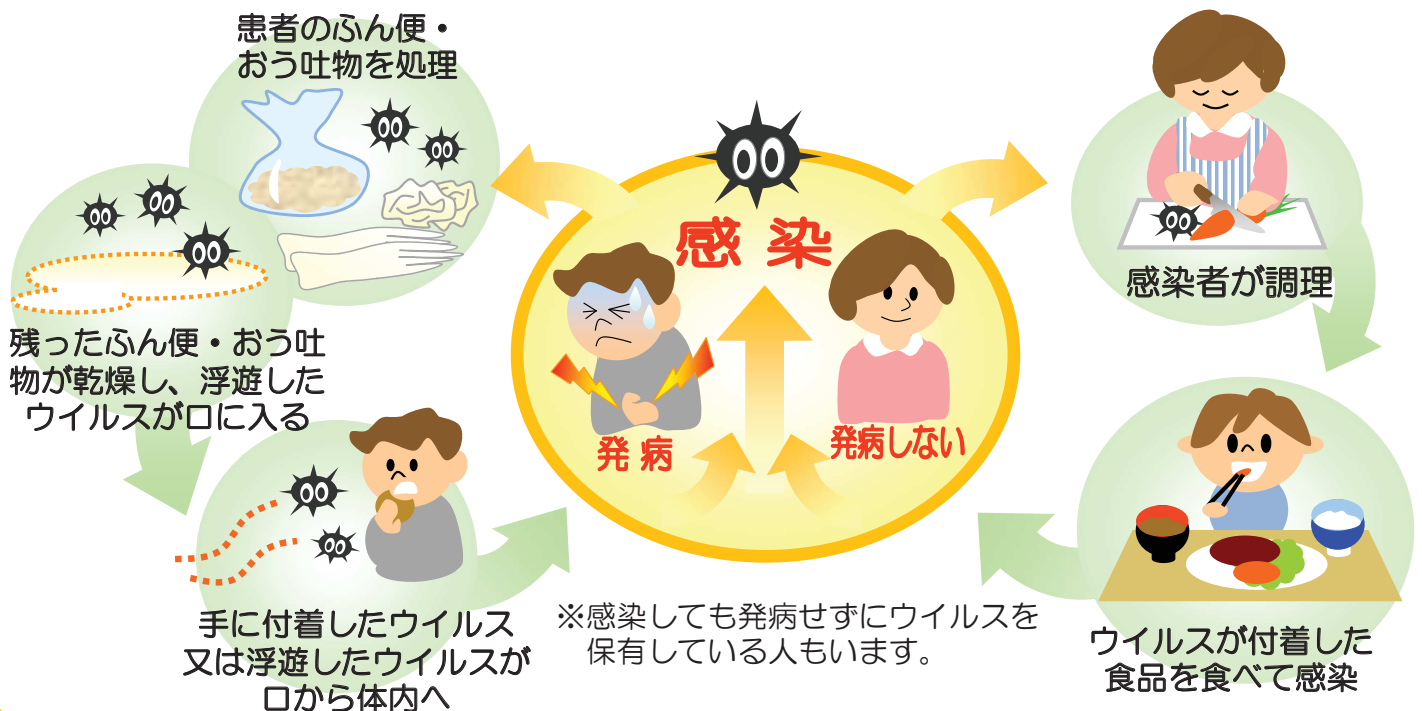 患者のふん便・
おう吐物を処理
残ったふん便・おう吐
物が乾燥し、浮遊した
ウイルスが口に入る
手に付着したウイルス
又は浮遊したウイルスが
口から体内へ
感染
発病
発病しない
※感染しても発病せずにウイルスを
保有している人もいます。
感染者が調理
ウイルスが付着した
食品を食べて感染